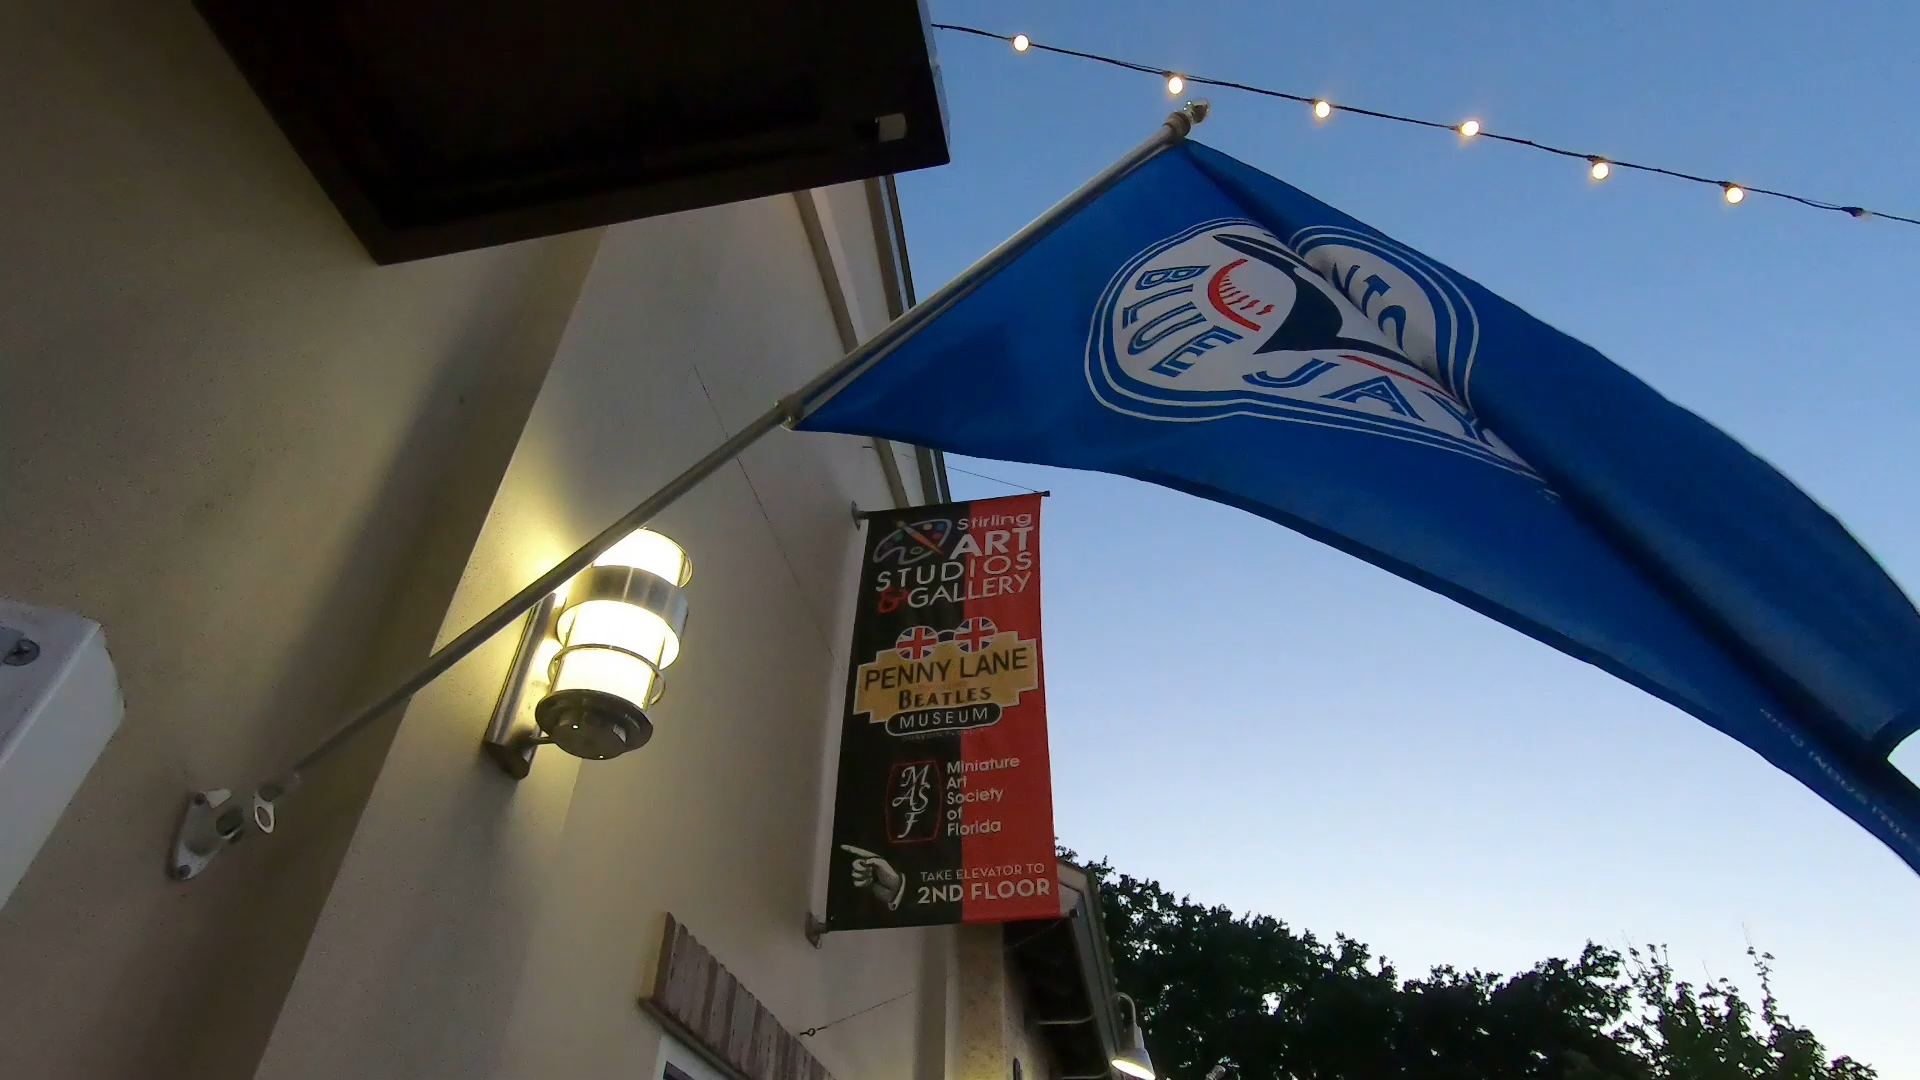 NTO
BLUE JAY
Stirling
ART
STUDIOS
& GALLERY
PENNY LANE
BEATLES
MUSEUM
MASF
Miniature
Art
Society
of
Florida
TAKE ELEVATOR TO
2ND FLOOR